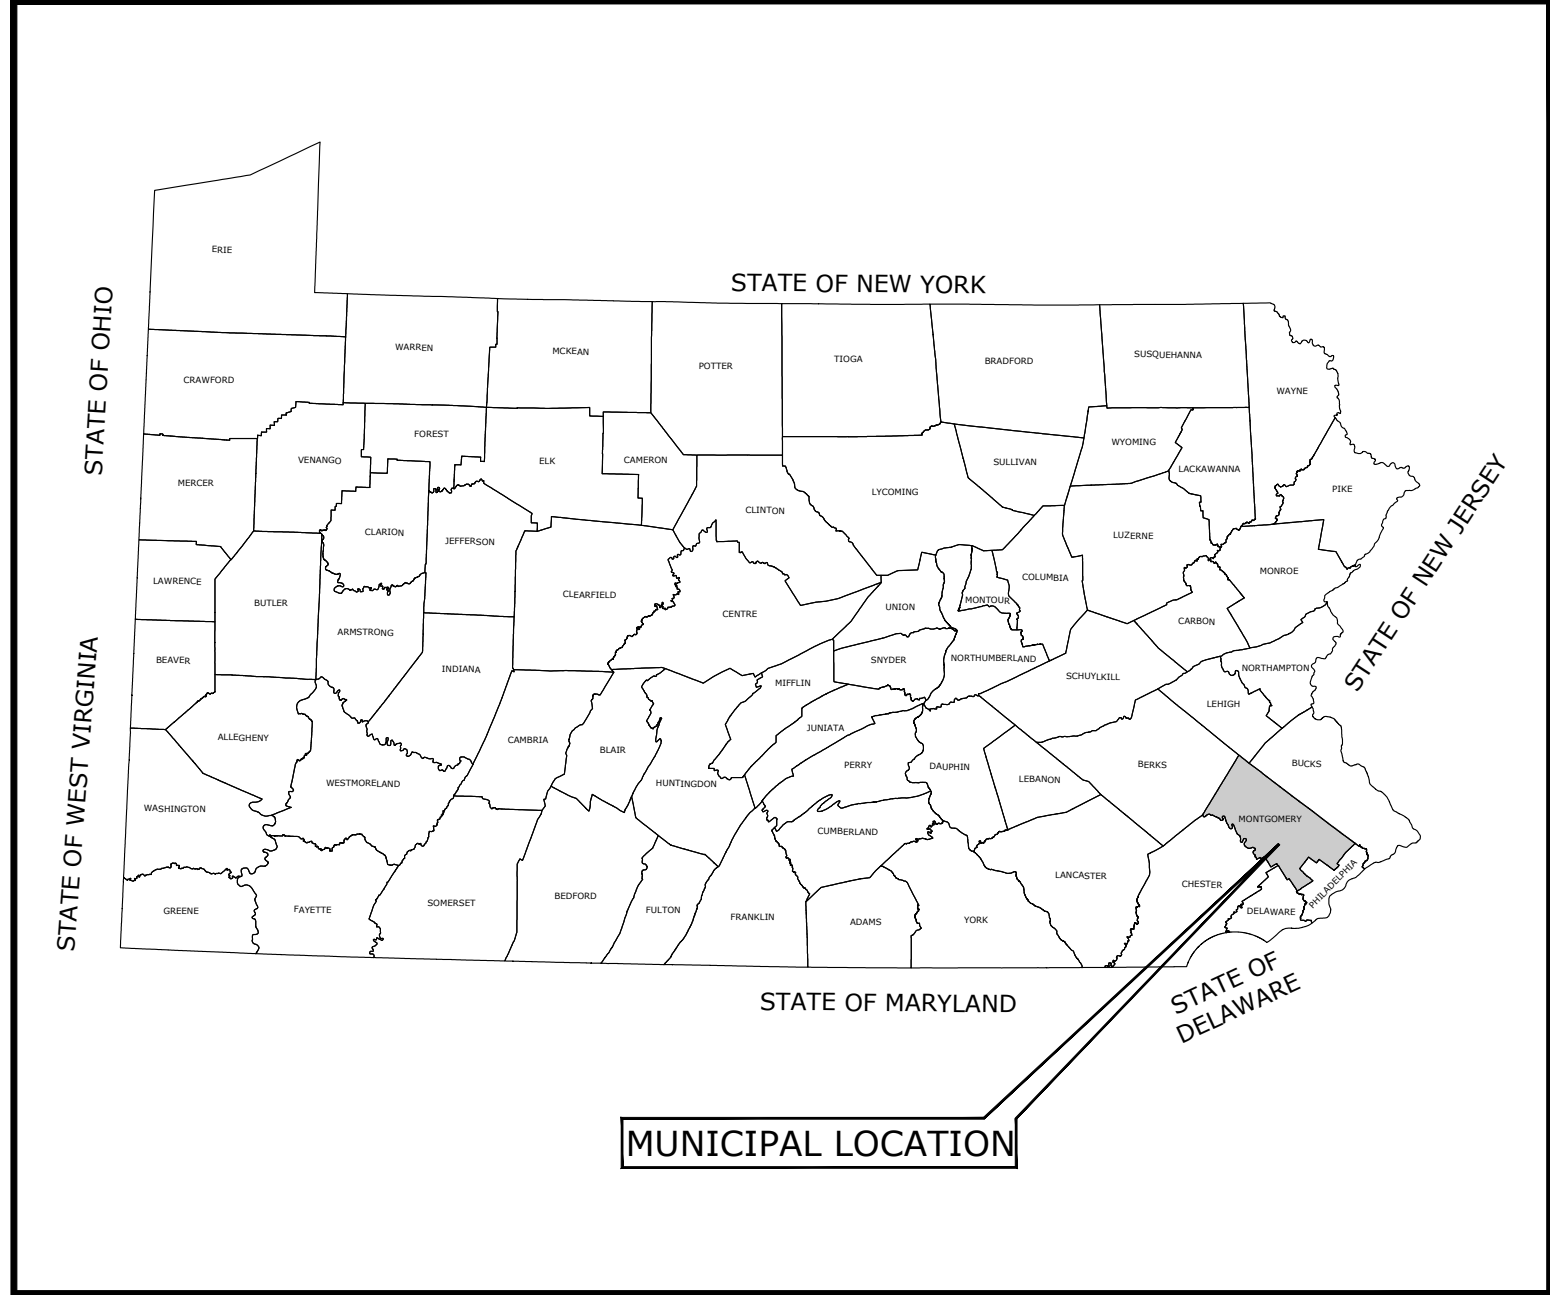 ERIE
STATE OF NEW YORK
STATE OF OHIO
WARREN
MCKEAN
POTTER
TIOGA
BRADFORD
SUSQUEHANNA
WAYNE
CRAWFORD
FOREST
VENANGO
ELK
CAMERON
SULLIVAN
WYOMING
LACKAWANNA
MERCER
LYCOMING
PIKE
CLINTON
CLARION
JEFFERSON
LUZERNE
STATE OF NEW JERSEY
LAWRENCE
BUTLER
CLEARFIELD
CENTRE
UNION
MONTOUR
COLUMBIA
MONROE
CARBON
ARMSTRONG
BEAVER
INDIANA
MIFFLIN
SNYDER
NORTHUMBERLAND
SCHUYLKILL
NORTHAMPTON
LEHIGH
STATE OF WEST VIRGINIA
ALLEGHENY
CAMBRIA
BLAIR
JUNIATA
WESTMORELAND
HUNTINGDON
PERRY
DAUPHIN
LEBANON
BERKS
BUCKS
WASHINGTON
CUMBERLAND
MONTGOMERY
LANCASTER
CHESTER
PHILADELPHIA
GREENE
FAYETTE
SOMERSET
BEDFORD
FULTON
FRANKLIN
ADAMS
YORK
DELAWARE
STATE OF MARYLAND
STATE OF
DELAWARE
MUNICIPAL LOCATION